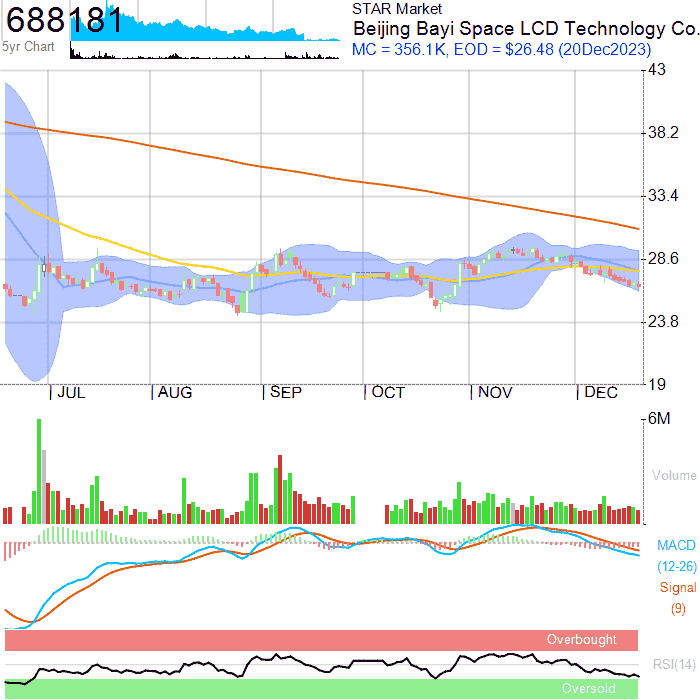 688181
STAR Market
Beijing Bayi Space LCD Technology Co.
5yr Chart
MC = 356.1K, EOD = $26.48 (20Dec2023)
43
38.2
33.4
28.6
23.8
19
JUL
AUG
SEP
OCT
NOV
DEC
6M
Volume
MACD
(12-26)
Signal
(9)
Overbought
RSI(14)
Oversold